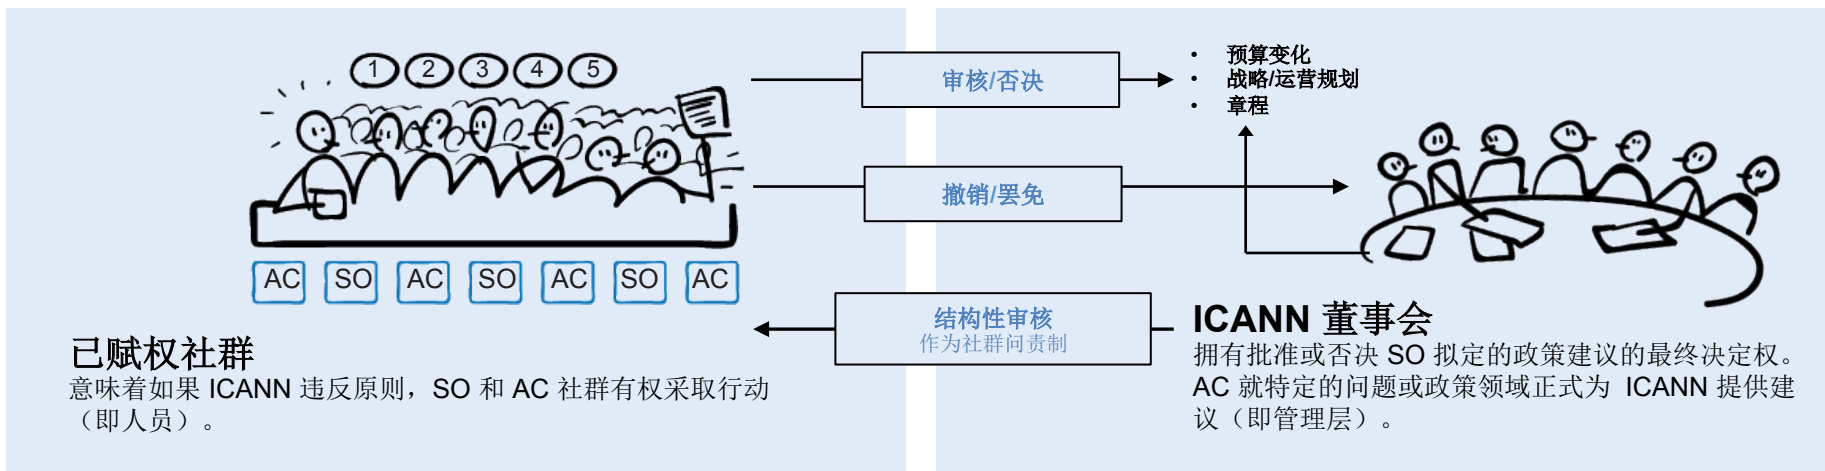 1 2 3 4 5
AC SO AC SO AC SO AC
已赋权社群
意味着如果 ICANN 违反原则，SO 和 AC 社群有权采取行动
（即人员）。
审核/否决
撤销/罢免
结构性审核
作为社群问责制
• 预算变化
• 战略/运营规划
• 章程
ICANN 董事会
拥有批准或否决 SO 拟定的政策建议的最终决定权。
AC 就特定的问题或政策领域正式为 ICANN 提供建
议（即管理层）。